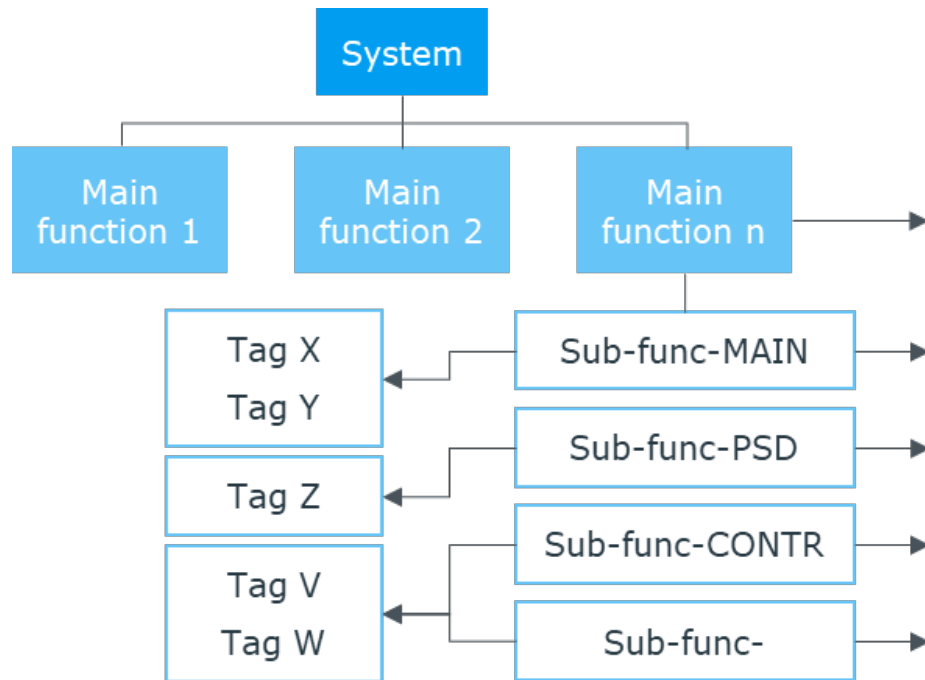 System
Main
function 1
Main
function 2
Main
function n
Tag X
Tag Y
Sub-func-MAIN
Tag Z
Sub-func-PSD
Tag V
Tag W
Sub-func-CONTR
Sub-func-